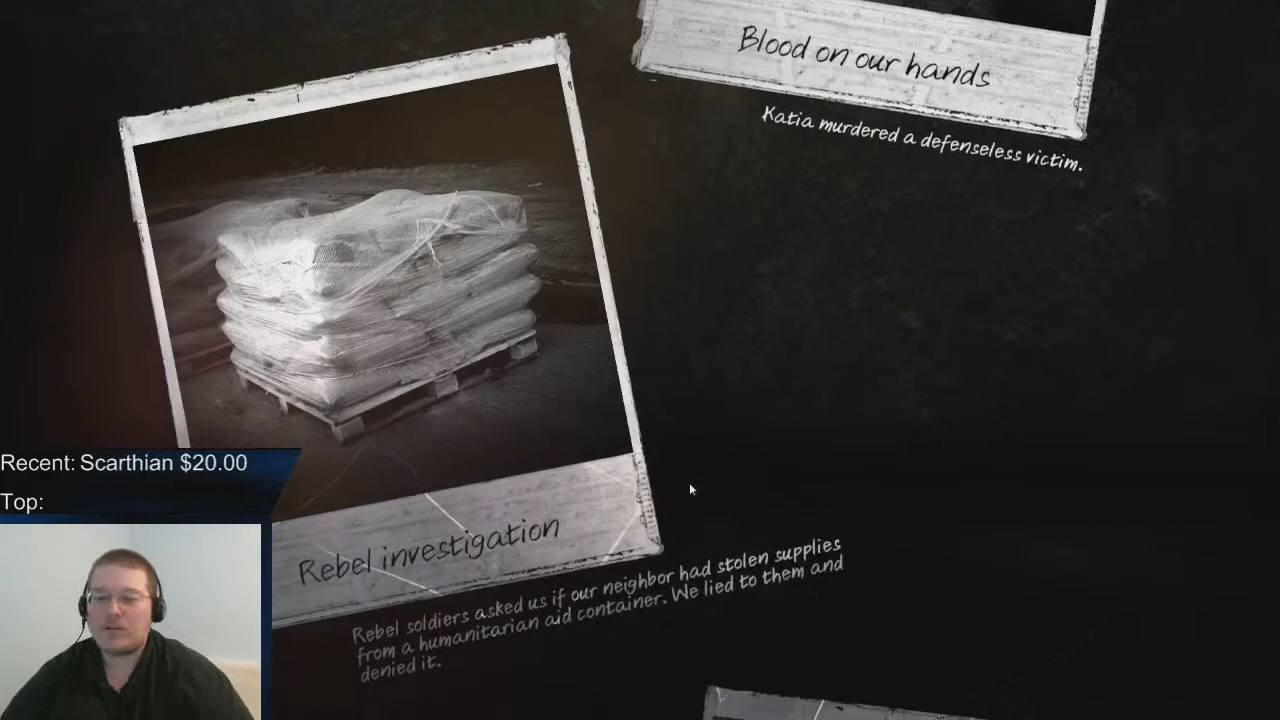 Blood on our hands
Katia murdered a defenseless victim.
Recent: Scarthian $20.00
Top:
Rebel investigation
Rebel soldiers asked us if our neighbor had stolen supplies
from a humanitarian aid container. We lied to them and
denied it.